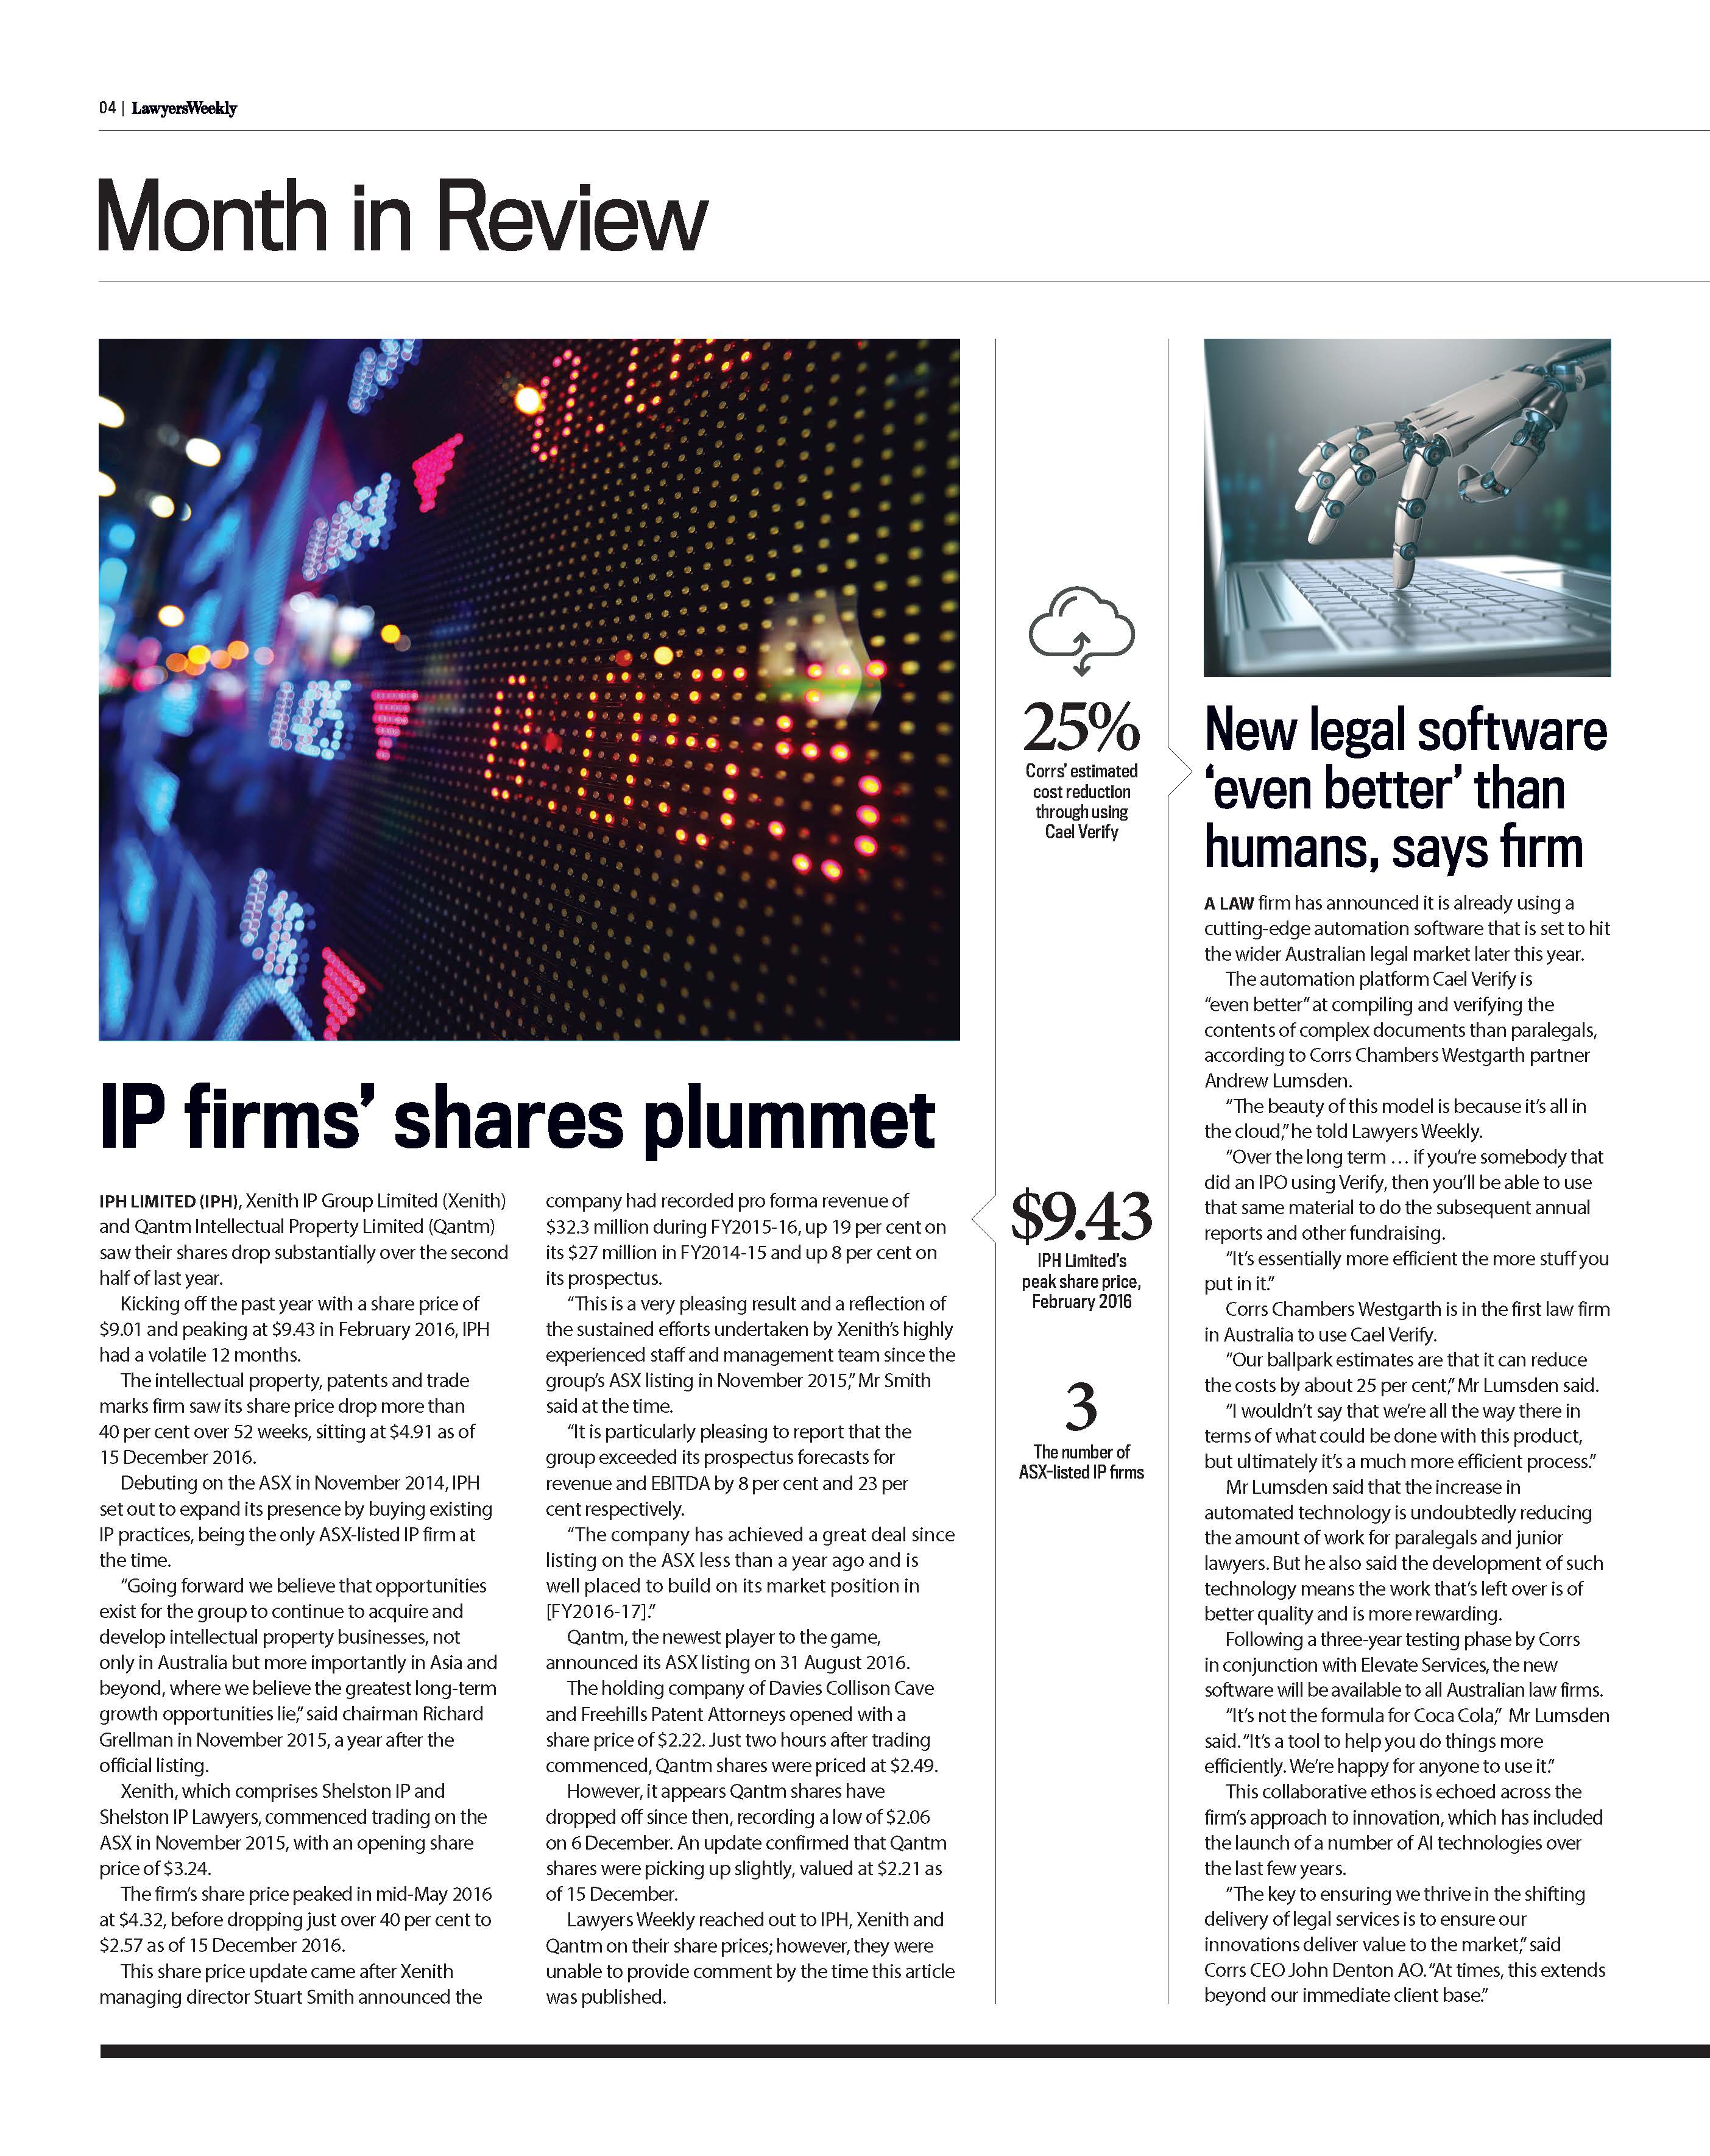 04 | LawyersWeekly
Month in Review
IP firms’ shares plummet
IPH LIMITED (IPH), Xenith IP Group Limited (Xenith)
and Qantm Intellectual Property Limited (Qantm)
saw their shares drop substantially over the second
half of last year.
Kicking off the past year with a share price of
$9.01 and peaking at $9.43 in February 2016, IPH
had a volatile 12 months.
The intellectual property, patents and trade
marks firm saw its share price drop more than
40 per cent over 52 weeks, sitting at $4.91 as of
15 December 2016.
Debuting on the ASX in November 2014, IPH
set out to expand its presence by buying existing
IP practices, being the only ASX-listed IP firm at
the time.
“Going forward we believe that opportunities
exist for the group to continue to acquire and
develop intellectual property businesses, not
only in Australia but more importantly in Asia and
beyond, where we believe the greatest long-term
growth opportunities lie,” said chairman Richard
Grellman in November 2015, a year after the
official listing.
Xenith, which comprises Shelston IP and
Shelston IP Lawyers, commenced trading on the
ASX in November 2015, with an opening share
price of $3.24.
The firm’s share price peaked in mid-May 2016
at $4.32, before dropping just over 40 per cent to
$2.57 as of 15 December 2016.
This share price update came after Xenith
managing director Stuart Smith announced the
company had recorded pro forma revenue of
$32.3 million during FY2015-16, up 19 per cent on
its $27 million in FY2014-15 and up 8 per cent on
its prospectus.
“This is a very pleasing result and a reflection of
the sustained efforts undertaken by Xenith’s highly
experienced staff and management team since the
group’s ASX listing in November 2015,” Mr Smith
said at the time.
“It is particularly pleasing to report that the
group exceeded its prospectus forecasts for
revenue and EBITDA by 8 per cent and 23 per
cent respectively.
“The company has achieved a great deal since
listing on the ASX less than a year ago and is
well placed to build on its market position in
[FY2016-17].”
Qantm, the newest player to the game,
announced its ASX listing on 31 August 2016.
The holding company of Davies Collison Cave
and Freehills Patent Attorneys opened with a
share price of $2.22. Just two hours after trading
commenced, Qantm shares were priced at $2.49.
However, it appears Qantm shares have
dropped off since then, recording a low of $2.06
on 6 December. An update confirmed that Qantm
shares were picking up slightly, valued at $2.21 as
of 15 December.
Lawyers Weekly reached out to IPH, Xenith and
Qantm on their share prices; however, they were
unable to provide comment by the time this article
was published.
25%
Corrs’ estimated
cost reduction
through using
Cael Verify
$9.43
IPH Limited’s
peak share price,
February 2016
3
The number of
ASX-listed IP firms
New legal software
‘even better’ than
humans, says firm
A LAW firm has announced it is already using a
cutting-edge automation software that is set to hit
the wider Australian legal market later this year.
The automation platform Cael Verify is
“even better” at compiling and verifying the
contents of complex documents than paralegals,
according to Corrs Chambers Westgarth partner
Andrew Lumsden.
“The beauty of this model is because it’s all in
the cloud,” he told Lawyers Weekly.
“Over the long term … if you’re somebody that
did an IPO using Verify, then you’ll be able to use
that same material to do the subsequent annual
reports and other fundraising.
“It’s essentially more efficient the more stuff you
put in it.”
Corrs Chambers Westgarth is in the first law firm
in Australia to use Cael Verify.
“Our ballpark estimates are that it can reduce
the costs by about 25 per cent,” Mr Lumsden said.
“I wouldn’t say that we’re all the way there in
terms of what could be done with this product,
but ultimately it’s a much more efficient process.”
Mr Lumsden said that the increase in
automated technology is undoubtedly reducing
the amount of work for paralegals and junior
lawyers. But he also said the development of such
technology means the work that’s left over is of
better quality and is more rewarding.
Following a three-year testing phase by Corrs
in conjunction with Elevate Services, the new
software will be available to all Australian law firms.
“It’s not the formula for Coca Cola,” Mr Lumsden
said. “It’s a tool to help you do things more
efficiently. We’re happy for anyone to use it.”
This collaborative ethos is echoed across the
firm’s approach to innovation, which has included
the launch of a number of AI technologies over
the last few years.
“The key to ensuring we thrive in the shifting
delivery of legal services is to ensure our
innovations deliver value to the market,” said
Corrs CEO John Denton AO. “At times, this extends
beyond our immediate client base.”